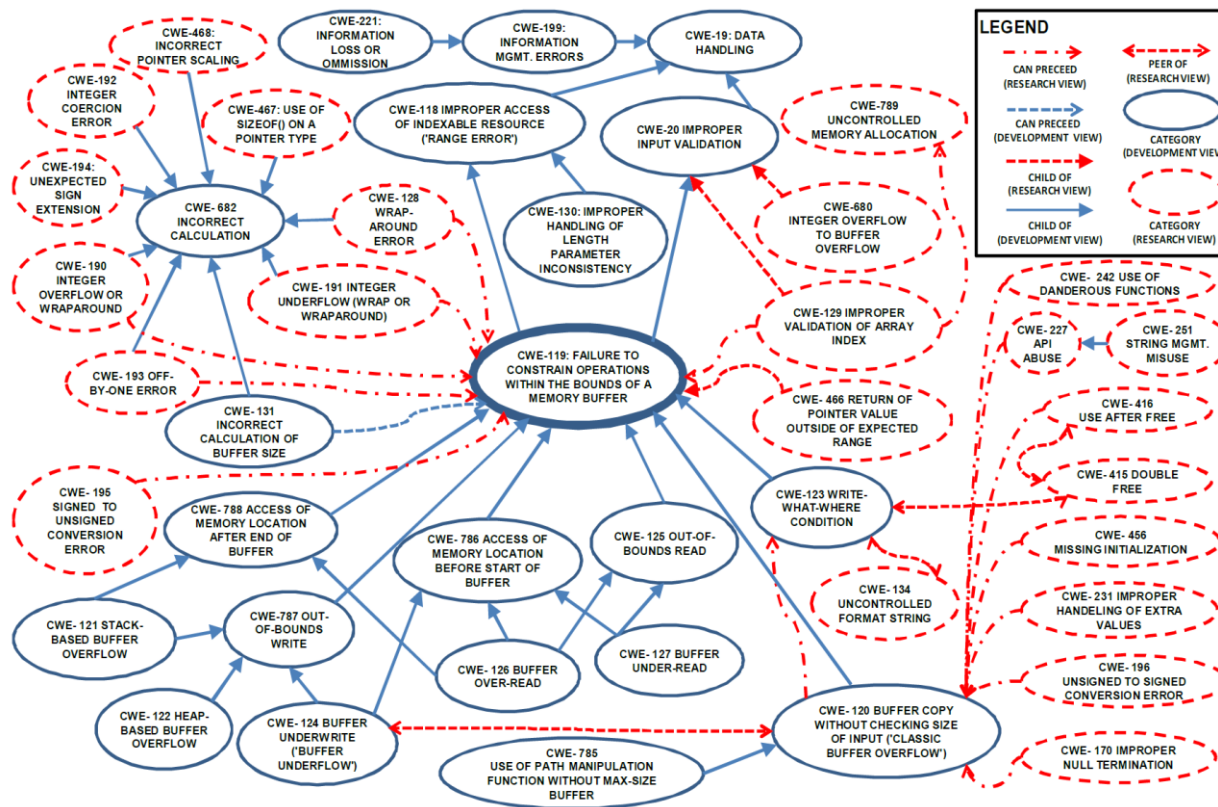 CWE-468:
INCORRECT
POINTER SCALING
CWE-221:
INFORMATION
LOSS OR
OMMISSION
CWE-199:
INFORMATION
MGMT. ERRORS
CWE-19: DATA
HANDLING
LEGEND
CAN PRECEED
(RESEARCH VIEW)
PEER OF
(RESEARCH VIEW)
CAN PRECEED
(DEVELOPMENT VIEW)
CATEGORY
(DEVELOPMENT VIEW)
CHILD OF
(RESEARCH VIEW)
CHILD OF
(DEVELOPMENT VIEW)
CATEGORY
(RESEARCH VIEW)
CWE-192
INTEGER
COERCION
ERROR
CWE-467: USE OF
SIZEOF() ON A
POINTER TYPE
CWE-118 IMPROPER ACCESS
OF INDEXABLE RESOURCE
('RANGE ERROR')
CWE-20 IMPROPER
INPUT VALIDATION
CWE-789
UNCONTROLLED
MEMORY ALLOCATION
CWE-194:
UNEXPECTED
SIGN
EXTENSION
CWE- 682
INCORRECT
CALCULATION
CWE- 128
WRAP-
AROUND
ERROR
CWE-130: IMPROPER
HANDLING OF
LENGTH
PARAMETER
INCONSISTENCY
CWE-680
INTEGER OVERFLOW
TO BUFFER
OVERFLOW
CWE-190
INTEGER
OVERFLOW OR
WRAPAROUND
CWE- 191 INTEGER
UNDERFLOW (WRAP OR
WRAPAROUND)
CWE-129 IMPROPER
VALIDATION OF ARRAY
INDEX
CWE- 242 USE OF
DANDEROUS FUNCTIONS
CWE- 227
API
ABUSE
CWE- 251
STRING MGMT.
MISUSE
CWE- 193 OFF-
BY-ONE ERROR
CWE-119: FAILURE TO
CONSTRAIN OPERATIONS
WITHIN THE BOUNDS OF A
MEMORY BUFFER
CWE- 466 RETURN OF
POINTER VALUE
OUTSIDE OF EXPECTED
RANGE
CWE- 416
USE AFTER FREE
CWE-131
INCORRECT
CALCULATION OF
BUFFER SIZE
CWE- 415 DOUBLE
FREE
CWE- 195
SIGNED TO
UNSIGNED
CONVERSION
ERROR
CWE- 788 ACCESS OF
MEMORY LOCATION
AFTER END OF
BUFFER
CWE- 786 ACCESS OF
MEMORY LOCATION
BEFORE START OF
BUFFER
CWE- 125 OUT-OF-
BOUNDS READ
CWE-123 WRITE-
WHAT-WHERE
CONDITION
CWE- 456
MISSING INITIALIZATION
CWE- 134
UNCONTROLLED
FORMAT STRING
CWE- 231 IMPROPER
HANDELING OF EXTRA
VALUES
CWE- 121 STACK-
BASED BUFFER
OVERFLOW
CWE-787 OUT-
OF-BOUNDS
WRITE
CWE- 126 BUFFER
OVER-READ
CWE- 127 BUFFER
UNDER-READ
CWE- 196
UNSIGNED TO SIGNED
CONVERSION ERROR
CWE- 122 HEAP-
BASED BUFFER
OVERFLOW
CWE- 124 BUFFER
UNDERWRITE
('BUFFER
UNDERFLOW')
CWE- 785
USE OF PATH MANIPULATION
FUNCTION WITHOUT MAX-SIZE
BUFFER
CWE-120 BUFFER COPY
WITHOUT CHECKING SIZE
OF INPUT ('CLASSIC
BUFFER OVERFLOW')
CWE- 170 IMPROPER
NULL TERMINATION